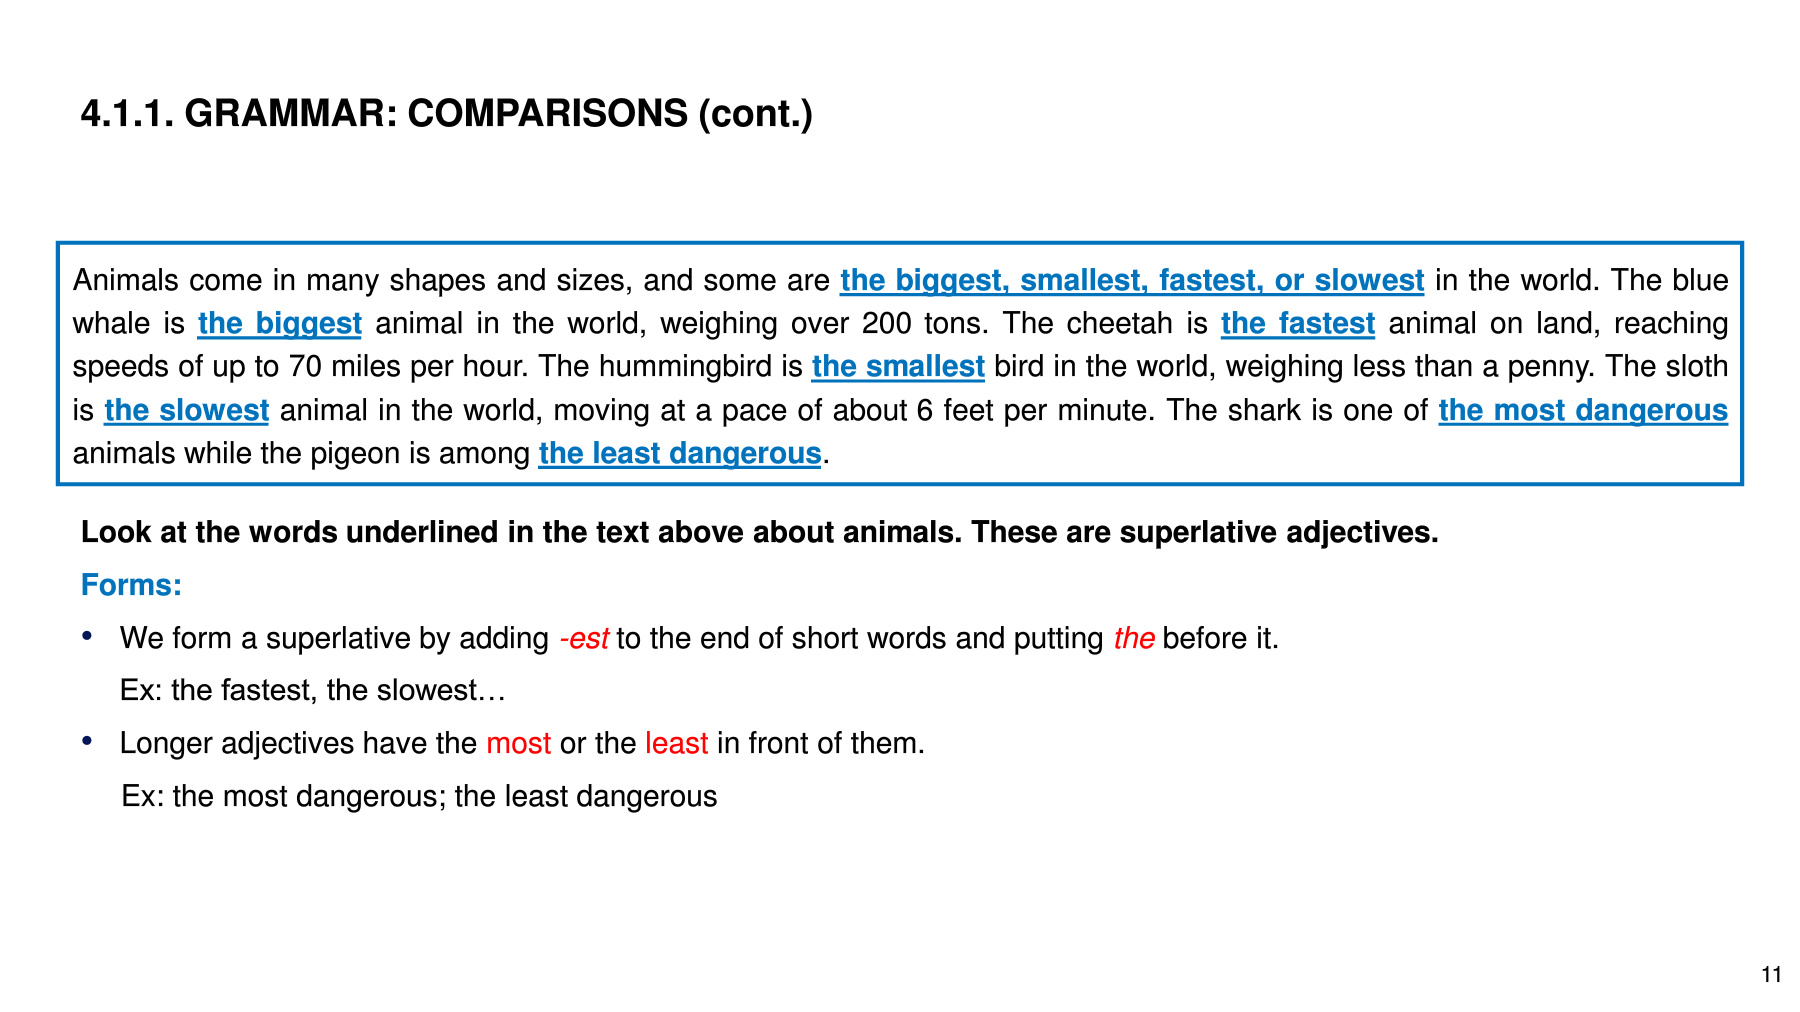 4.1.1. GRAMMAR: COMPARISONS (cont.)
Animals come in many shapes and sizes, and some are the biggest, smallest, fastest, or slowest in the world. The blue
whale is the biggest animal in the world, weighing over 200 tons. The cheetah is the fastest animal on land, reaching
speeds of up to 70 miles per hour. The hummingbird is the smallest bird in the world, weighing less than a penny. The sloth
is the slowest animal in the world, moving at a pace of about 6 feet per minute. The shark is one of the most dangerous
animals while the pigeon is among the least dangerous.
Look at the words underlined in the text above about animals. These are superlative adjectives.
Forms:
• We form a superlative by adding -est to the end of short words and putting the before it.
Ex: the fastest, the slowest…
• Longer adjectives have the most or the least in front of them.
Ex: the most dangerous; the least dangerous
11